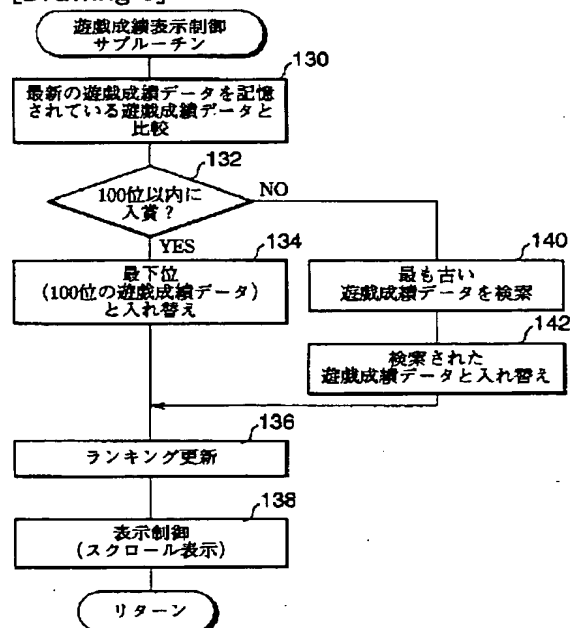 遊戯成績表示制御
サブルーチン
130
最新の遊戯成績データを記憶
されている遊戯成績データと
比較
132
100位以内に
入賞？
NO
YES
134
最下位
(100位の遊戯成績データ)
と入れ替え
140
最も古い
遊戯成績データを検索
142
検索された
遊戯成績データと入れ替え
136
ランキング更新
138
表示制御
(スクロール表示)
リターン